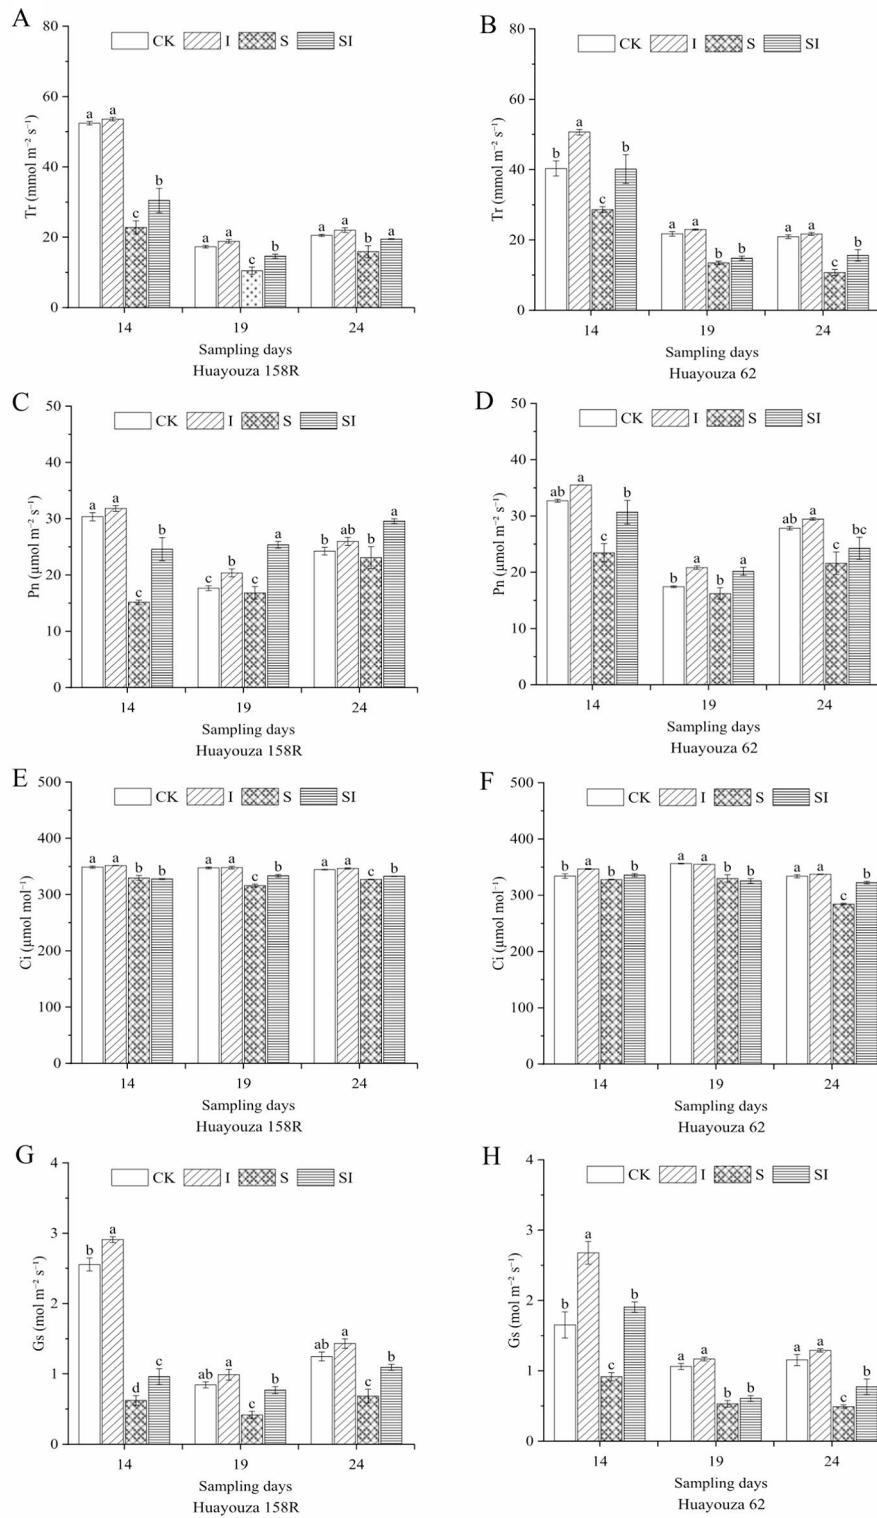 A
80
60
40
20
0
Tr (mmol m⁻² s⁻¹)
CK I S SI
a a c b
a a c b
a a b a
14 19 24
Sampling days
Huayouza 158R
B
80
60
40
20
0
Tr (mmol m⁻² s⁻¹)
CK I S SI
b a c b
a a b b
a a c b
14 19 24
Sampling days
Huayouza 62
C
50
40
30
20
10
0
Pn (μmol m⁻² s⁻¹)
CK I S SI
a a c b
c b c a
b ab b a
14 19 24
Sampling days
Huayouza 158R
D
50
40
30
20
10
0
Pn (μmol m⁻² s⁻¹)
CK I S SI
ab a c b
b a b a
ab a c bc
14 19 24
Sampling days
Huayouza 62
E
500
400
300
200
100
0
Ci (μmol mol⁻¹)
CK I S SI
a a b b
a a c b
a a c b
14 19 24
Sampling days
Huayouza 158R
F
500
400
300
200
100
0
Ci (μmol mol⁻¹)
CK I S SI
b a b b
a a b b
a a c b
14 19 24
Sampling days
Huayouza 62
G
4
3
2
1
0
Gs (mol m⁻² s⁻¹)
CK I S SI
b a d c
ab a c b
ab a c b
14 19 24
Sampling days
Huayouza 158R
H
4
3
2
1
0
Gs (mol m⁻² s⁻¹)
CK I S SI
b a c b
a a b b
a a c b
14 19 24
Sampling days
Huayouza 62